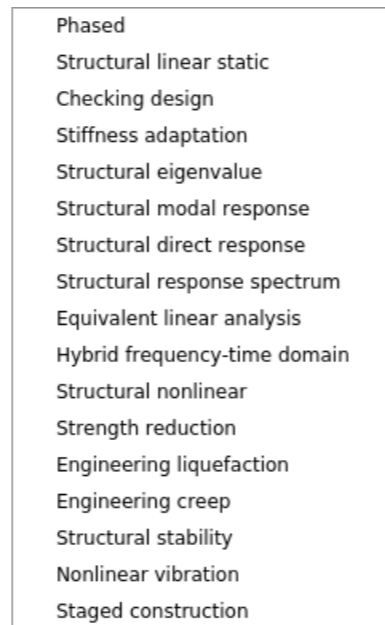 Phased
Structural linear static
Checking design
Stiffness adaptation
Structural eigenvalue
Structural modal response
Structural direct response
Structural response spectrum
Equivalent linear analysis
Hybrid frequency-time domain
Structural nonlinear
Strength reduction
Engineering liquefaction
Engineering creep
Structural stability
Nonlinear vibration
Staged construction